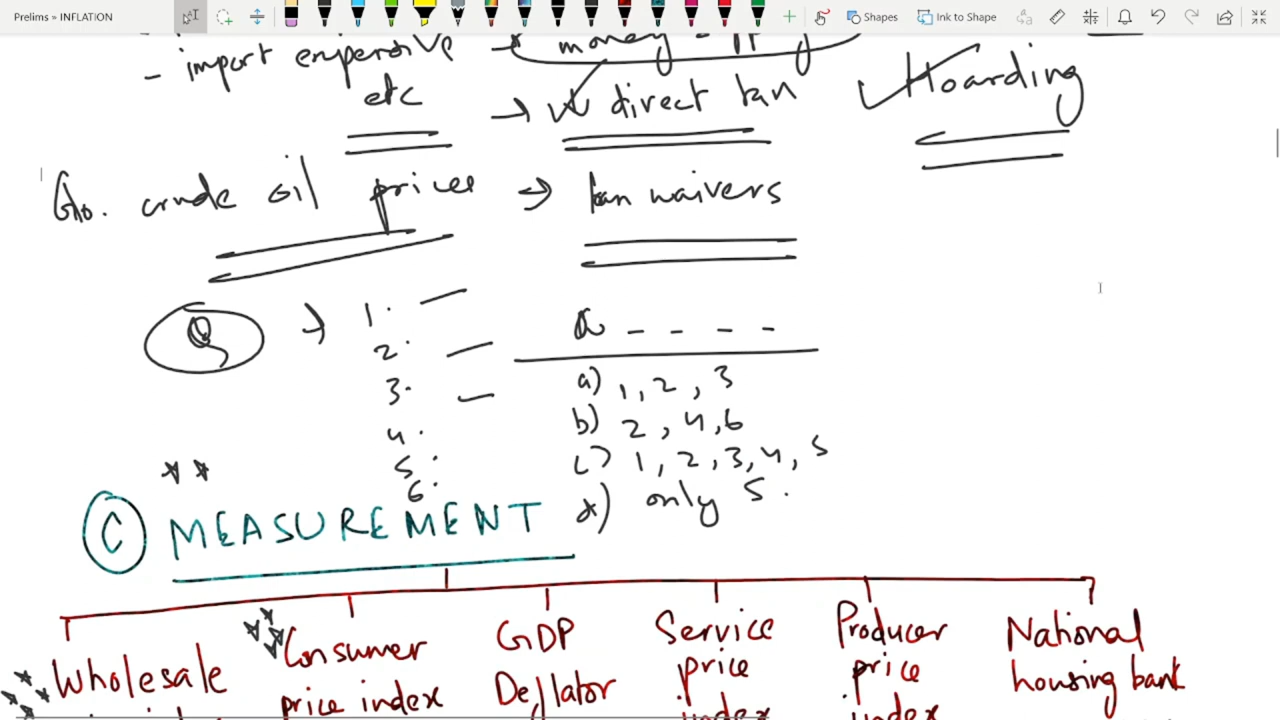 Prelims » INFLATION
Shapes
Ink to Shape
- import expensive
money
etc
→ ↓ direct tax
Hoarding
Glo. crude oil prices → tax waivers
Q → 1.
2.
3.
4.
5.
6.
Q - - - -
a) 1, 2, 3
b) 2, 4, 6
c) 1, 2, 3, 4, 5
d) only 5.
C MEASUREMENT
Wholesale
Consumer
price index
GDP
Deflator
Service
price
index
Producer
price
index
National
housing bank